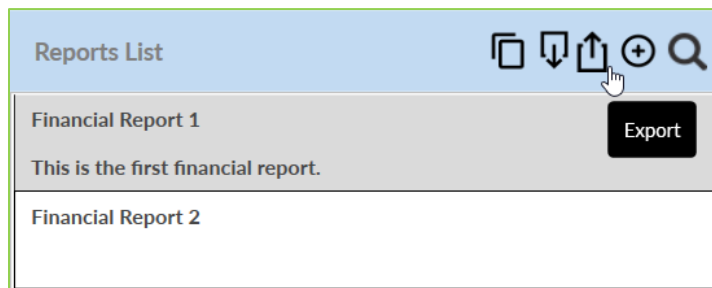 Reports List
Financial Report 1
Export
This is the first financial report.
Financial Report 2